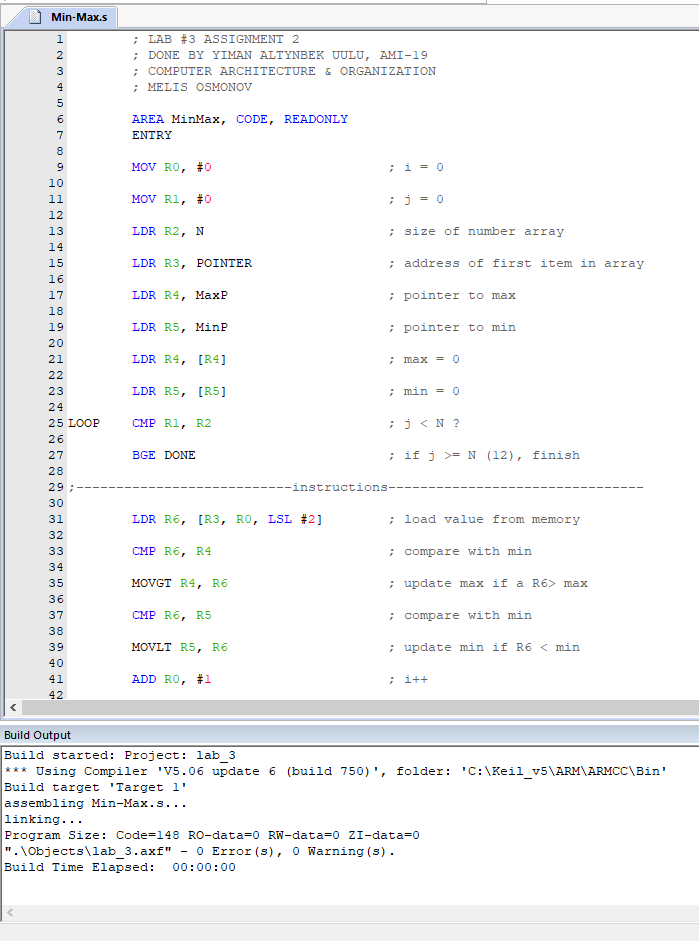 Min-Max.s
1 ; LAB #3 ASSIGNMENT 2
2 ; DONE BY YIMAN ALTYNBEK UULU, AMI-19
3 ; COMPUTER ARCHITECTURE & ORGANIZATION
4 ; MELIS OSMONOV
5
6 AREA MinMax, CODE, READONLY
7 ENTRY
8
9 MOV R0, #0 ; i = 0
10
11 MOV R1, #0 ; j = 0
12
13 LDR R2, N ; size of number array
14
15 LDR R3, POINTER ; address of first item in array
16
17 LDR R4, MaxP ; pointer to max
18
19 LDR R5, MinP ; pointer to min
20
21 LDR R4, [R4] ; max = 0
22
23 LDR R5, [R5] ; min = 0
24
25 LOOP CMP R1, R2 ; j < N ?
26
27 BGE DONE ; if j >= N (12), finish
28
29 ;---------------------------instructions--------------------------------
30
31 LDR R6, [R3, R0, LSL #2] ; load value from memory
32
33 CMP R6, R4 ; compare with min
34
35 MOVGT R4, R6 ; update max if a R6> max
36
37 CMP R6, R5 ; compare with min
38
39 MOVLT R5, R6 ; update min if R6 < min
40
41 ADD R0, #1 ; i++
42
Build Output
Build started: Project: lab_3
*** Using Compiler 'V5.06 update 6 (build 750)', folder: 'C:\Keil_v5\ARM\ARMCC\Bin'
Build target 'Target 1'
assembling Min-Max.s...
linking...
Program Size: Code=148 RO-data=0 RW-data=0 ZI-data=0
".\Objects\lab_3.axf" - 0 Error(s), 0 Warning(s).
Build Time Elapsed:  00:00:00